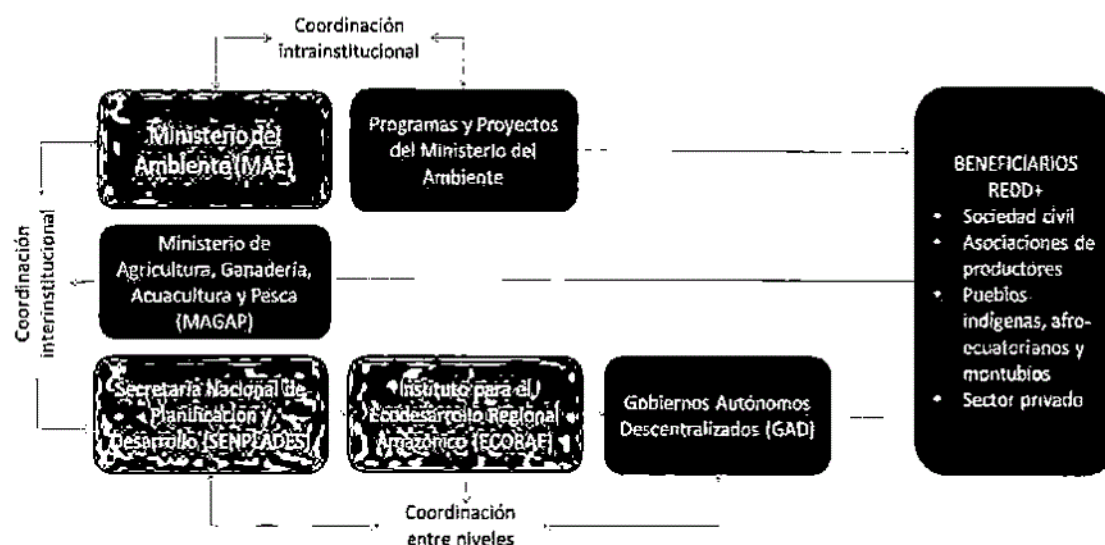 Coordinación
intrainstitucional
Ministerio del
Ambiente (MAE)
Programas y Proyectos
del Ministerio del
Ambiente
BENEFICIARIOS
REDD+
• Sociedad civil
• Asociaciones de
productores
• Pueblos
indígenas, afro-
ecuatorianos y
montubios
• Sector privado
Coordinación
interinstitucional
Ministerio de
Agricultura, Ganadería,
Acuacultura y Pesca
(MAGAP)
Secretaría Nacional de
Planificación y
Desarrollo (SENPLADES)
Instituto para el
Ecodesarrollo Regional
Amazónico (ECORAE)
Gobiernos Autónomos
Descentralizados (GAD)
Coordinación
entre niveles